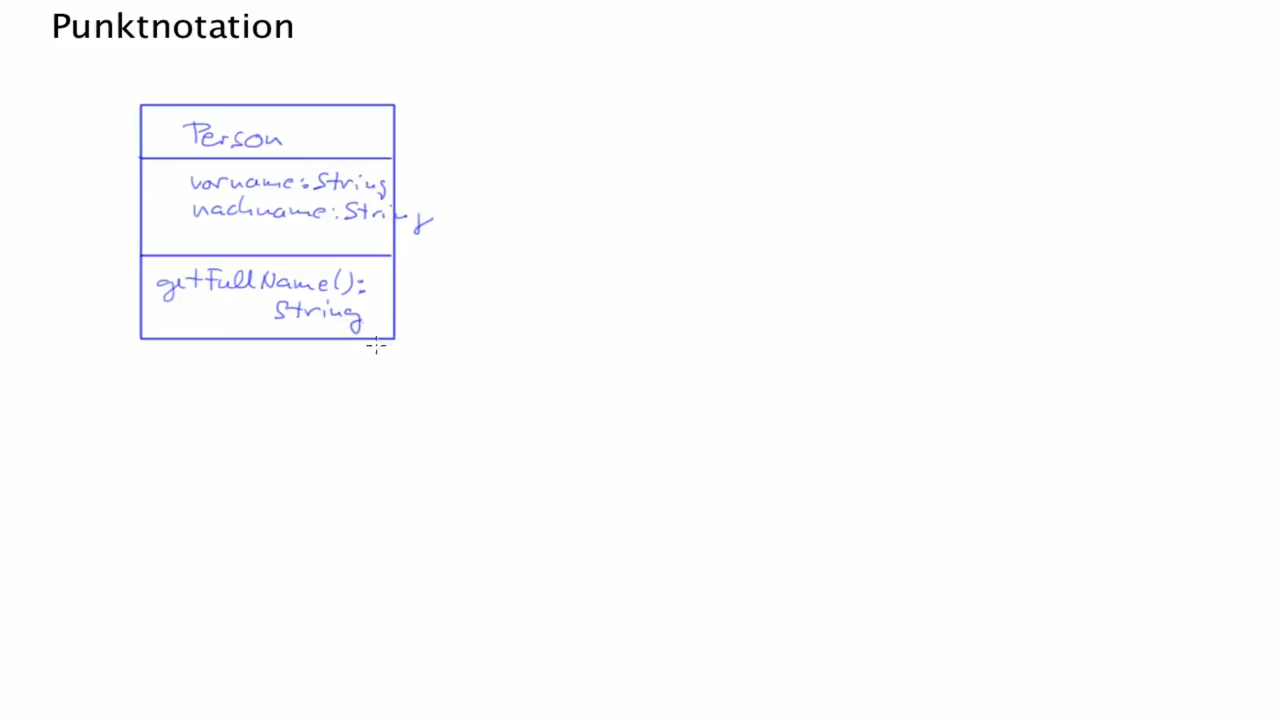 Punktnotation
Person
vorname: String
nachname: String
getFullName():
String